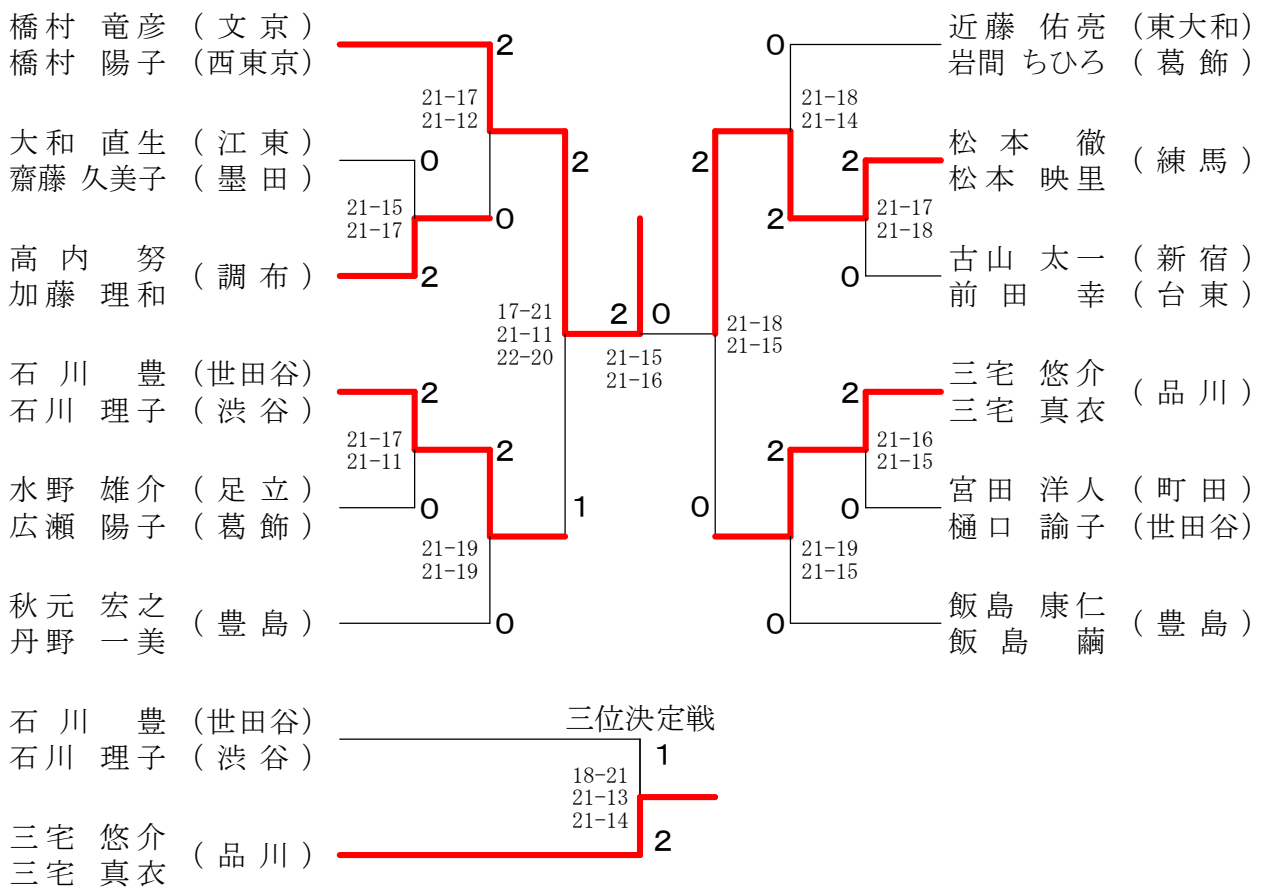 橋村 竜彦 (文京)
橋村 陽子 (西東京)
大和 直生 (江東)
齋藤 久美子 (墨田)
高内 努
加藤 理和
(調布)
石川 豊 (世田谷)
石川 理子 (渋谷)
水野 雄介 (足立)
広瀬 陽子 (葛飾)
秋元 宏之
丹野 一美
(豊島)
2
21-17
21-12
0
21-15
21-17
0
2
2
17-21
21-11
22-20
2
21-17
21-11
2
0
1
21-19
21-19
0
2 0
21-15
21-16
0
21-18
21-14
2
2
2
21-17
21-18
0
21-18
21-15
2
2
21-16
21-15
0
0
21-19
21-15
0
近藤 佑亮 (東大和)
岩間 ちひろ (葛飾)
松本 徹
松本 映里
(練馬)
古山 太一 (新宿)
前田 幸 (台東)
三宅 悠介
三宅 真衣
(品川)
宮田 洋人 (町田)
樋口 諭子 (世田谷)
飯島 康仁
飯島 繭
(豊島)
三位決定戦
石川 豊 (世田谷)
石川 理子 (渋谷)
1
18-21
21-13
21-14
2
三宅 悠介
三宅 真衣
(品川)